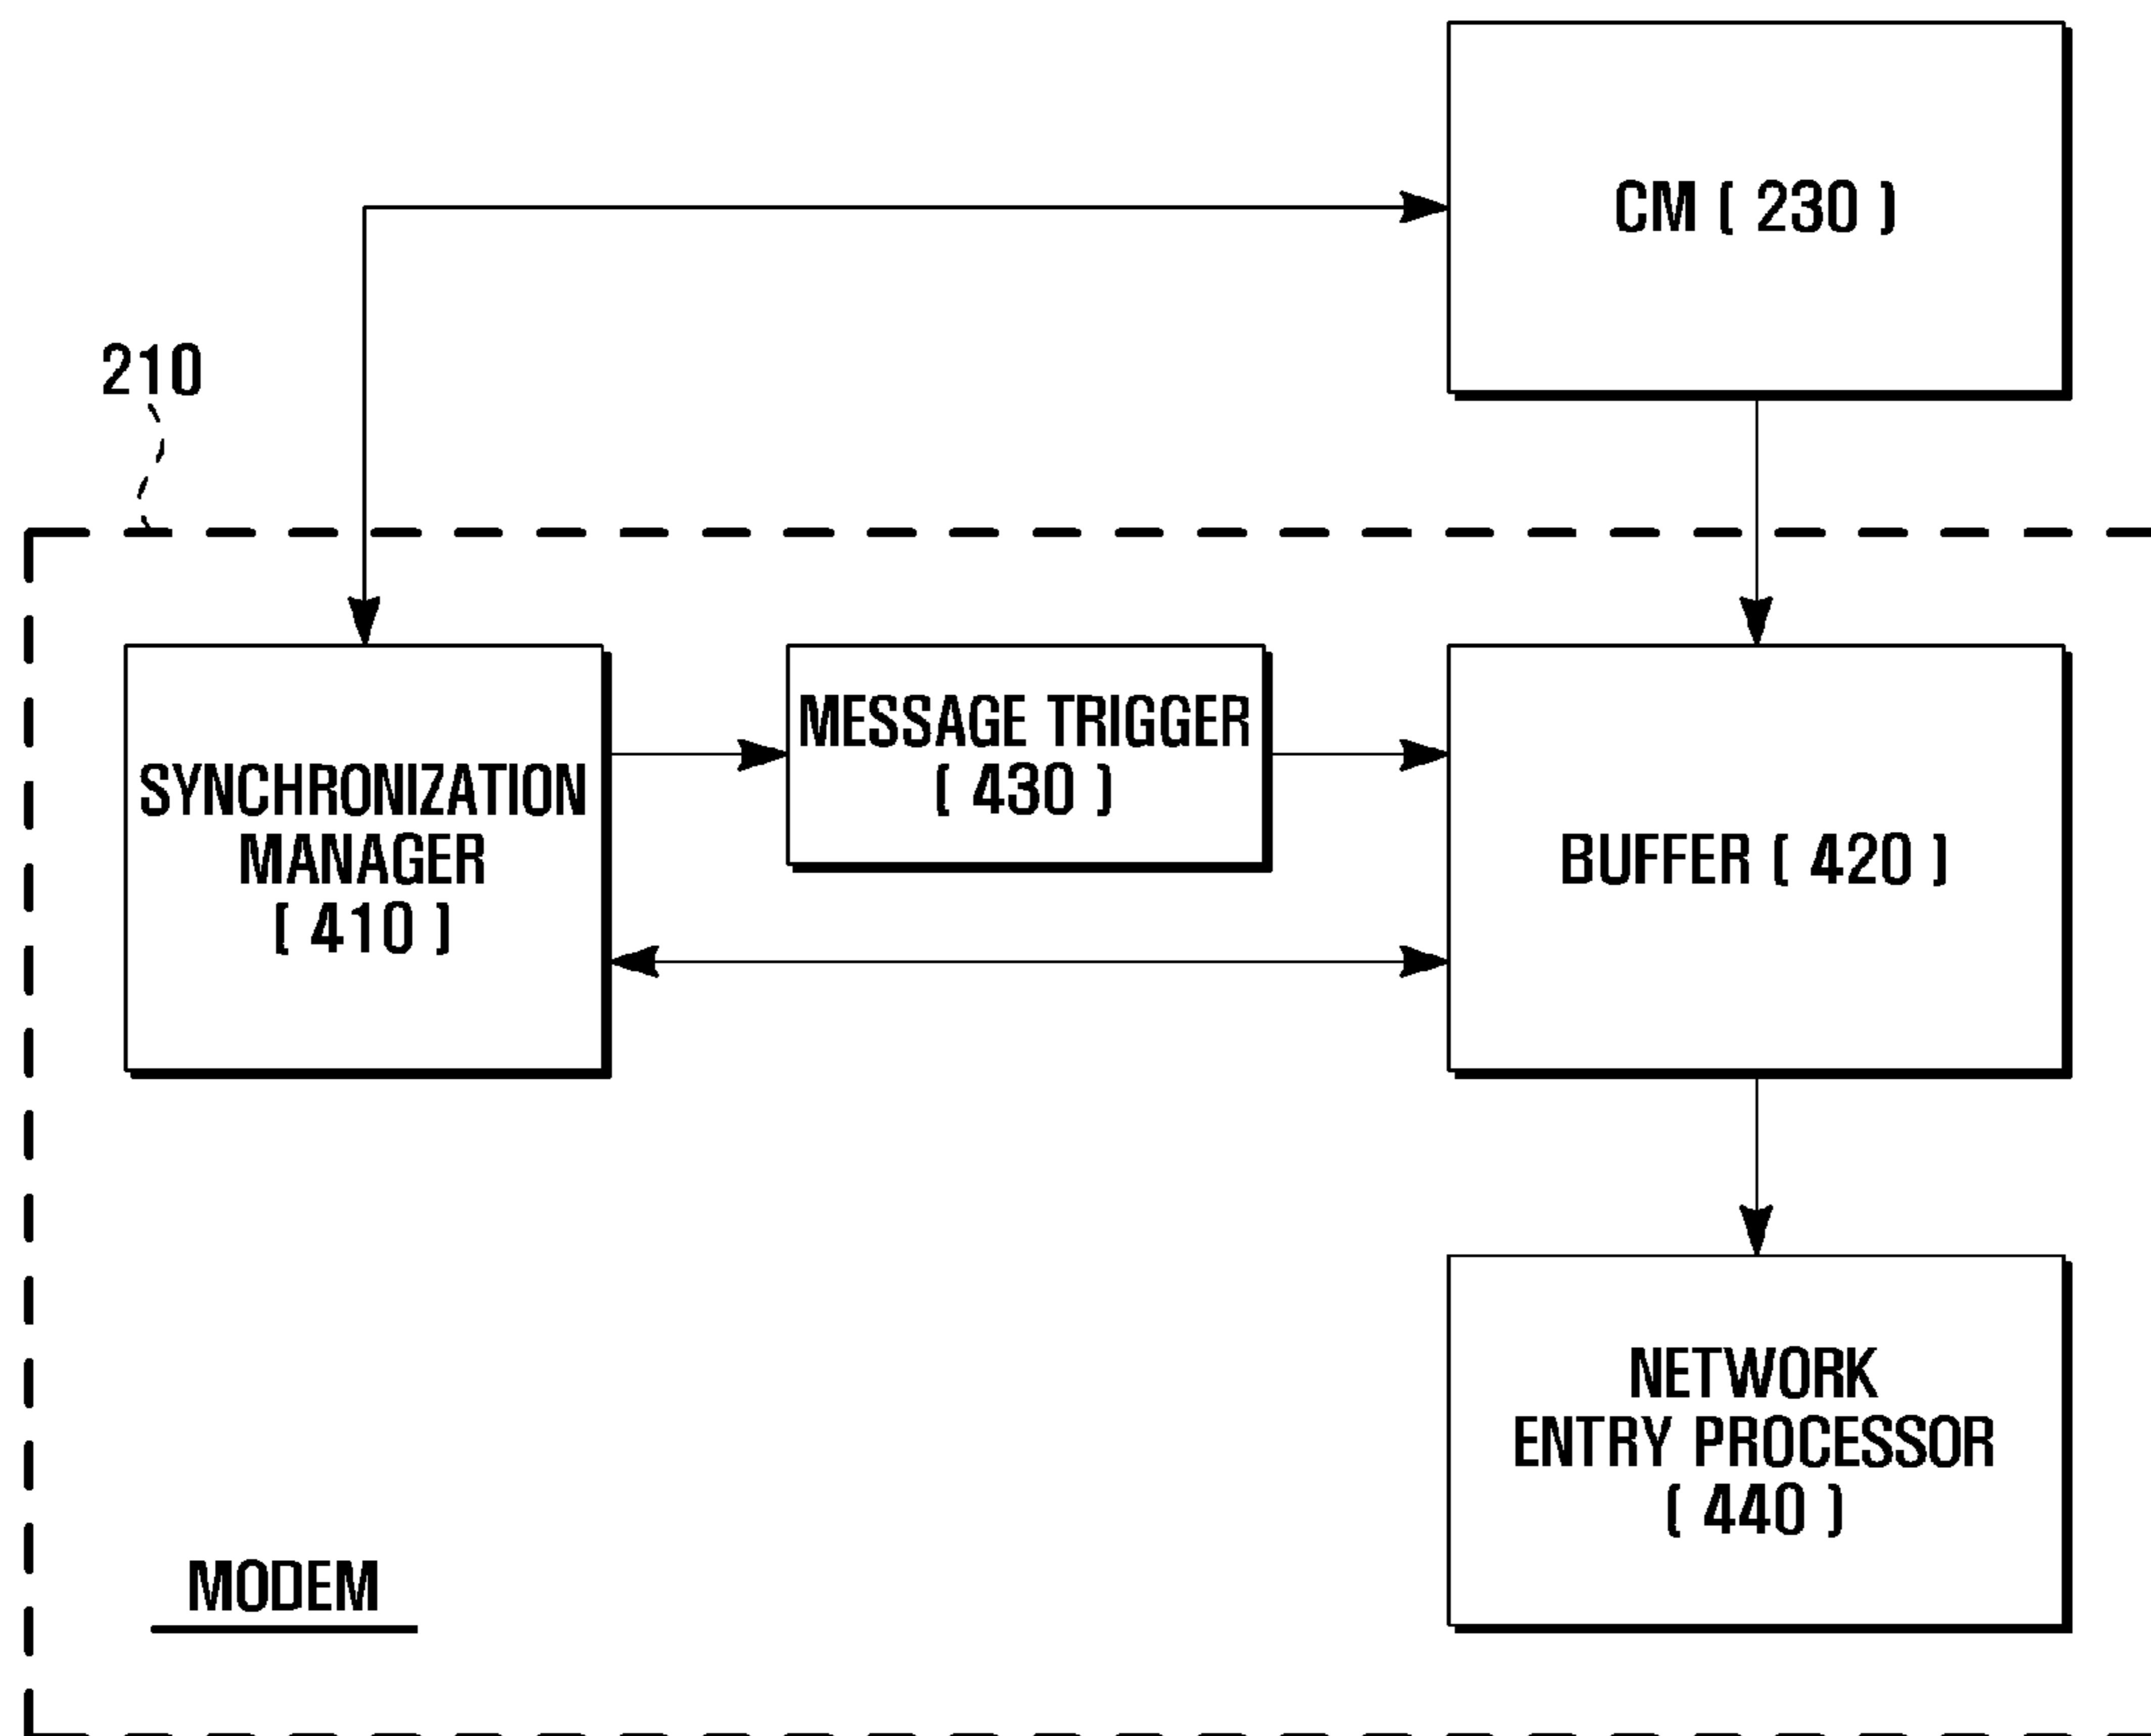 CM ( 230 )
210
SYNCHRONIZATION
MANAGER
( 410 )
MESSAGE TRIGGER
( 430 )
BUFFER ( 420 )
NETWORK
ENTRY PROCESSOR
( 440 )
MODEM